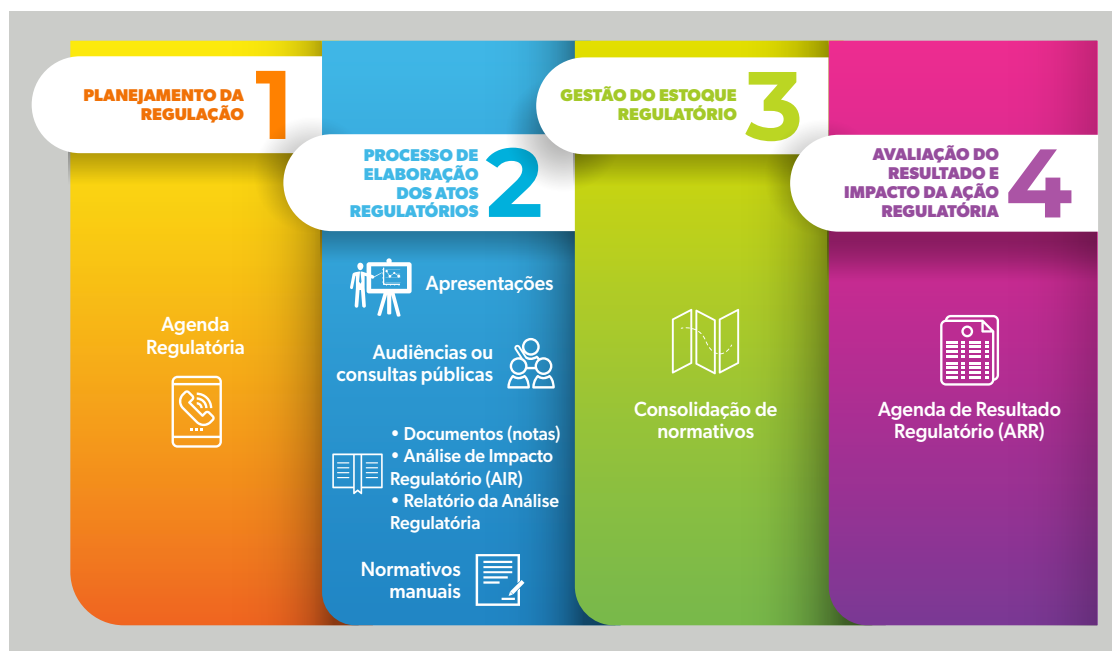 PLANEJAMENTO DA
REGULAÇÃO
1
Agenda
Regulatória
PROCESSO DE
ELABORAÇÃO
DOS ATOS
REGULATÓRIOS
2
Apresentações
Audiências ou
consultas públicas
• Documentos (notas)
• Análise de Impacto
Regulatório (AIR)
• Relatório da Análise
Regulatória
Normativos
manuais
GESTÃO DO ESTOQUE
REGULATÓRIO
3
Consolidação de
normativos
AVALIAÇÃO DO
RESULTADO E
IMPACTO DA AÇÃO
REGULATÓRIA
4
Agenda de Resultado
Regulatório (ARR)